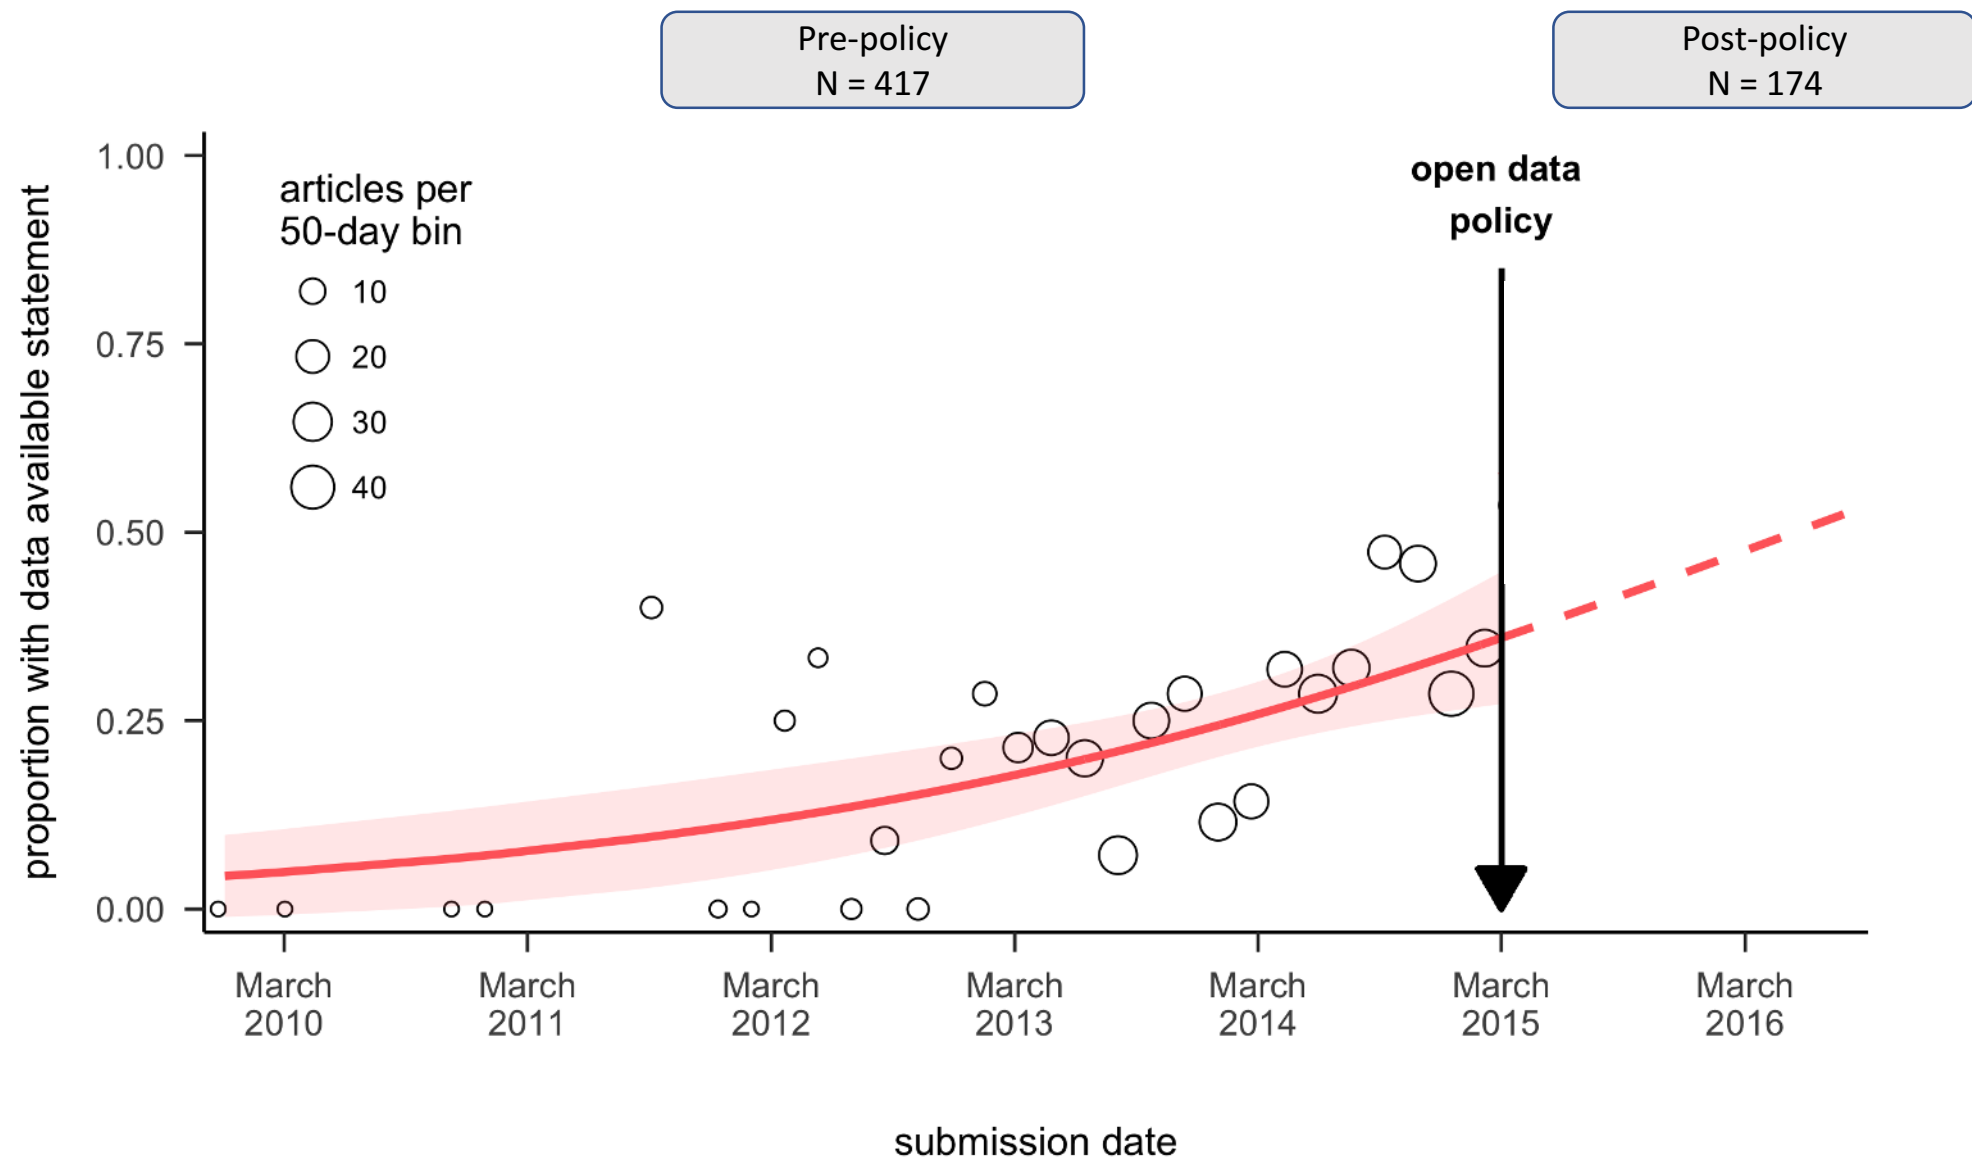 Pre-policy
N = 417
Post-policy
N = 174
proportion with data available statement
1.00
0.75
0.50
0.25
0.00
articles per
50-day bin
10
20
30
40
open data
policy
March
2010
March
2011
March
2012
March
2013
March
2014
March
2015
March
2016
submission date